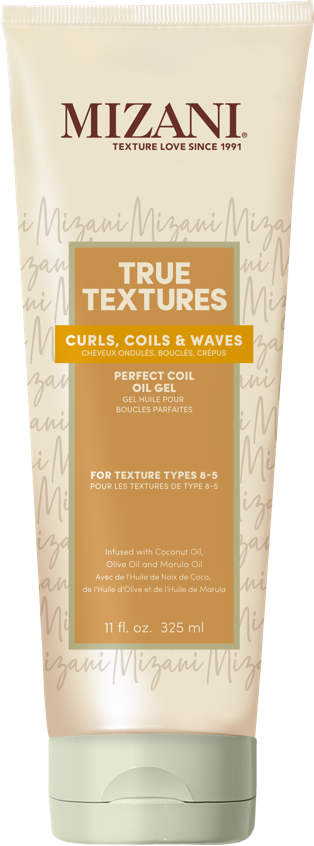 MIZANI®
TEXTURE LOVE SINCE 1991
TRUE
TEXTURES
CURLS, COILS & WAVES
CHEVEUX ONDULÉS, BOUCLÉS, CRÉPUS
PERFECT COIL
OIL GEL
GEL HUILE POUR
BOUCLES PARFAITES
FOR TEXTURE TYPES 8-5
POUR LES TEXTURES DE TYPE 8-5
Infused with Coconut Oil,
Olive Oil and Marula Oil
Avec de l'Huile de Noix de Coco,
de l'Huile d'Olive et de l'Huile de Marula
11 fl. oz. 325 ml
Mizani Mizani Mizani